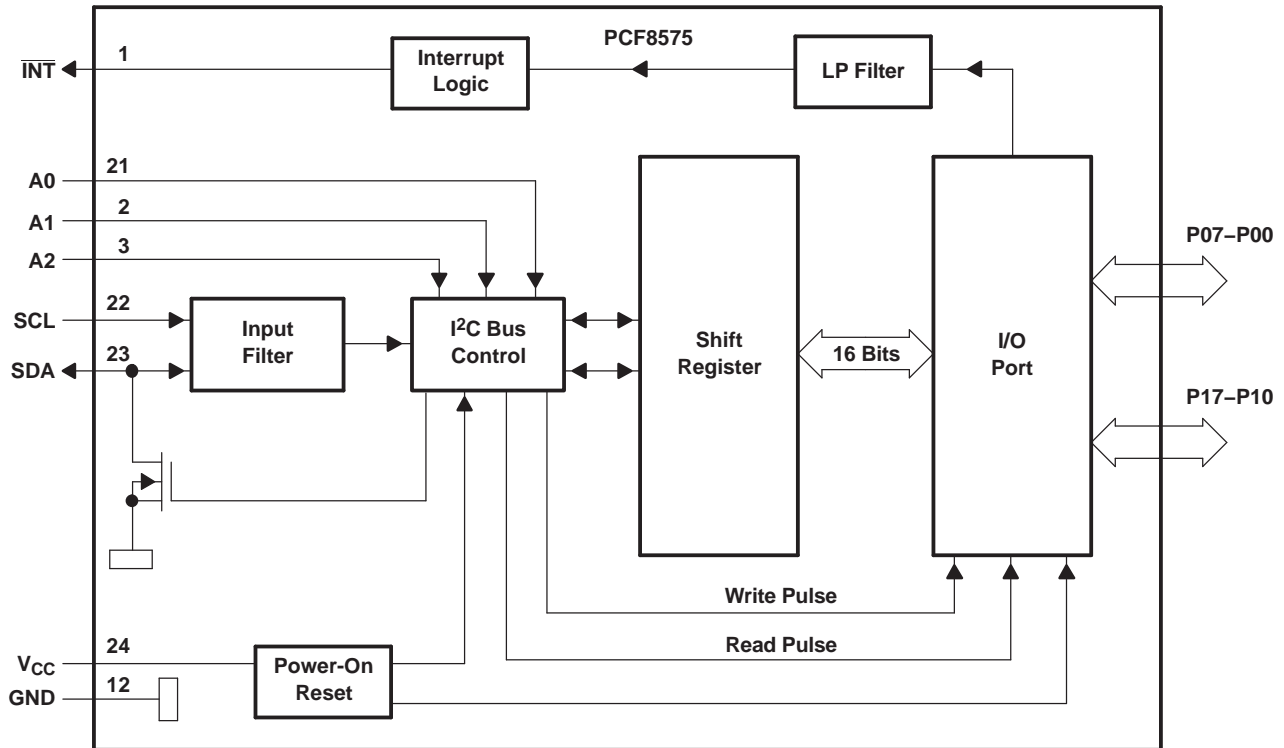 PCF8575
1
INT
Interrupt
Logic
LP Filter
21
A0
2
A1
3
A2
22
SCL
23
SDA
Input
Filter
I2C Bus
Control
Shift
Register
16 Bits
I/O
Port
P07–P00
P17–P10
Write Pulse
Read Pulse
24
VCC
12
GND
Power-On
Reset